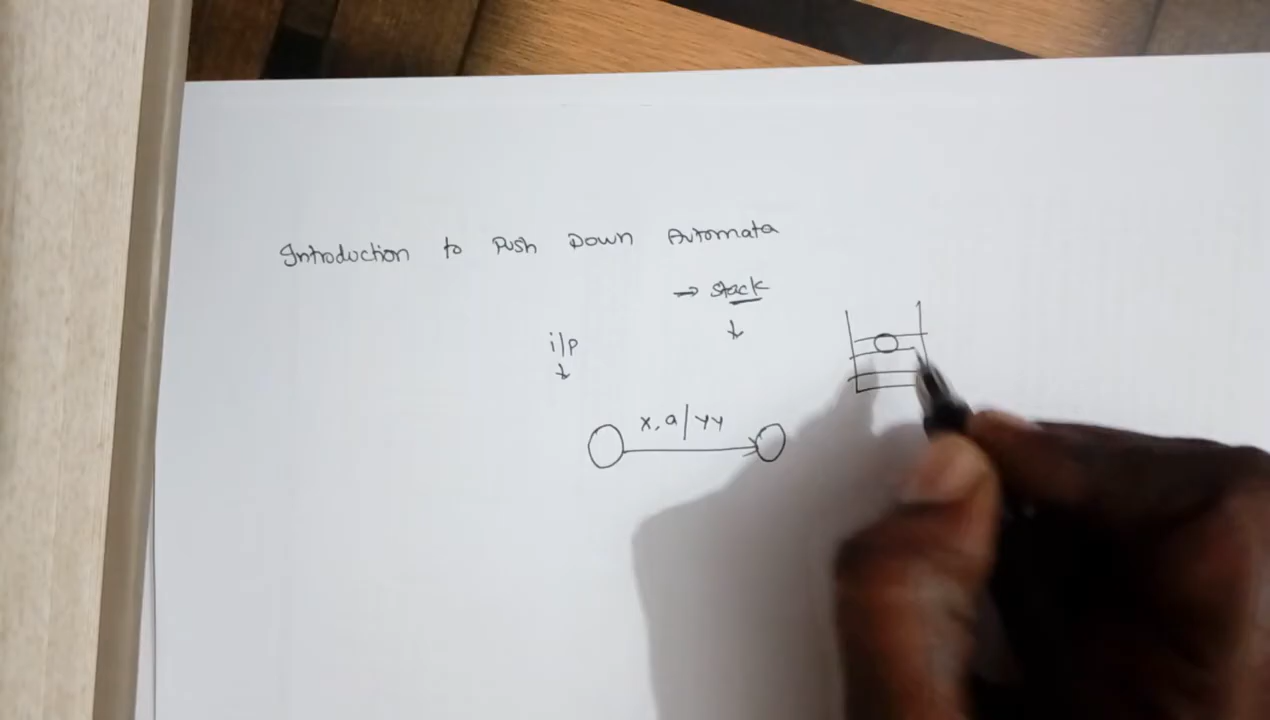 Introduction to Push Down Automata
→ stack
i/p
x, a/yy